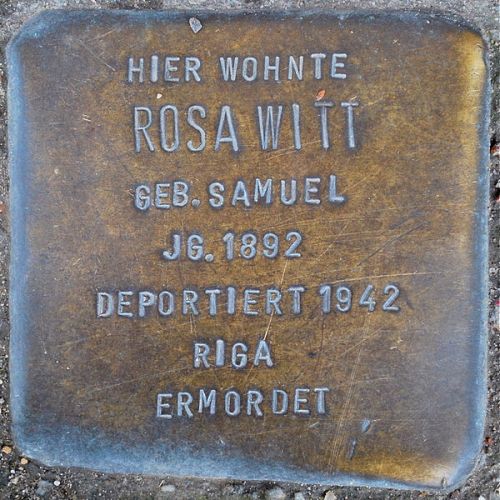 HIER WOHNTE
ROSA WITT
GEB. SAMUEL
JG. 1892
DEPORTIERT 1942
RIGA
ERMORDET